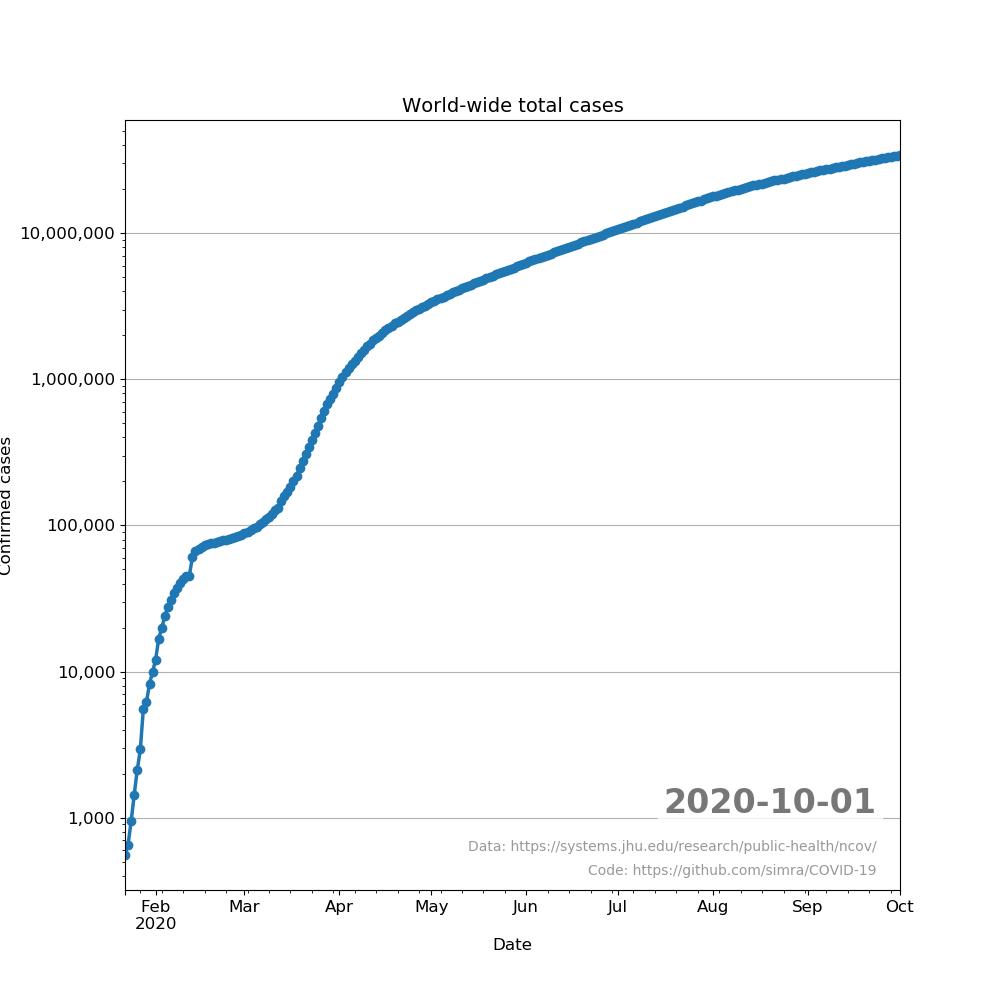 World-wide total cases
10,000,000
1,000,000
100,000
10,000
1,000
Confirmed cases
2020-10-01
Data: https://systems.jhu.edu/research/public-health/ncov/
Code: https://github.com/simra/COVID-19
Feb Mar Apr May Jun Jul Aug Sep Oct
2020
Date